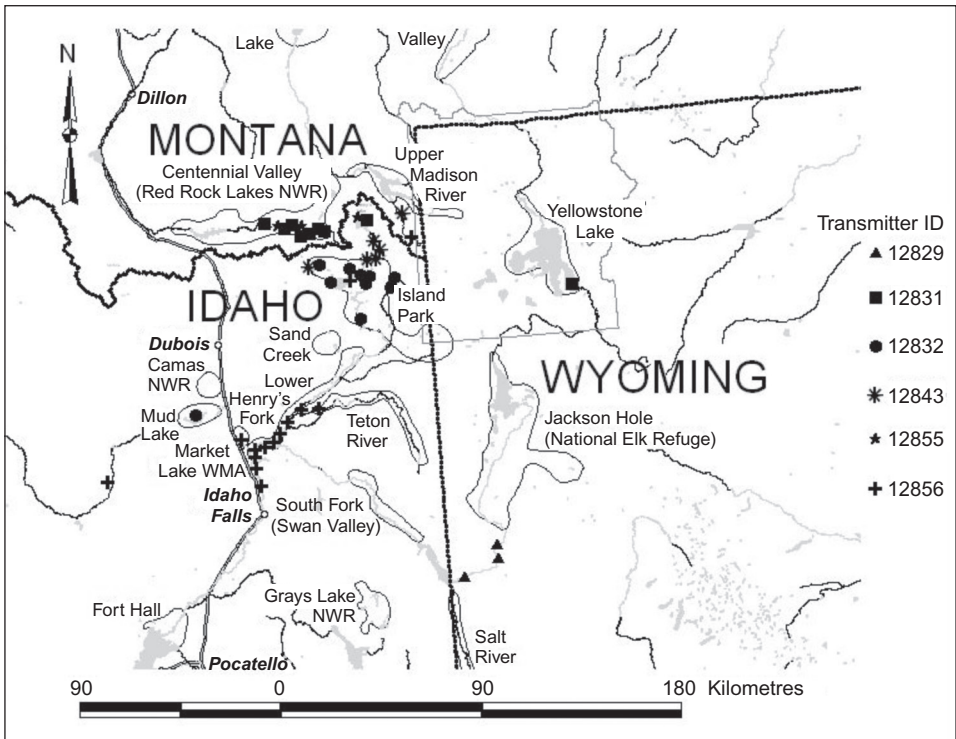 Lake
Valley
N
Dillon
MONTANA
Centennial Valley
(Red Rock Lakes NWR)
Upper
Madison
River
Yellowstone
Lake
Transmitter ID
12829
12831
12832
12843
12855
12856
IDAHO
Island
Park
Dubois
Sand
Creek
Camas
NWR
Lower
Henry's
Fork
WYOMING
Mud
Lake
Teton
River
Jackson Hole
(National Elk Refuge)
Market
Lake WMA
Idaho
Falls
South Fork
(Swan Valley)
Fort Hall
Grays Lake
NWR
Salt
River
Pocatello
90 0 90 180 Kilometres